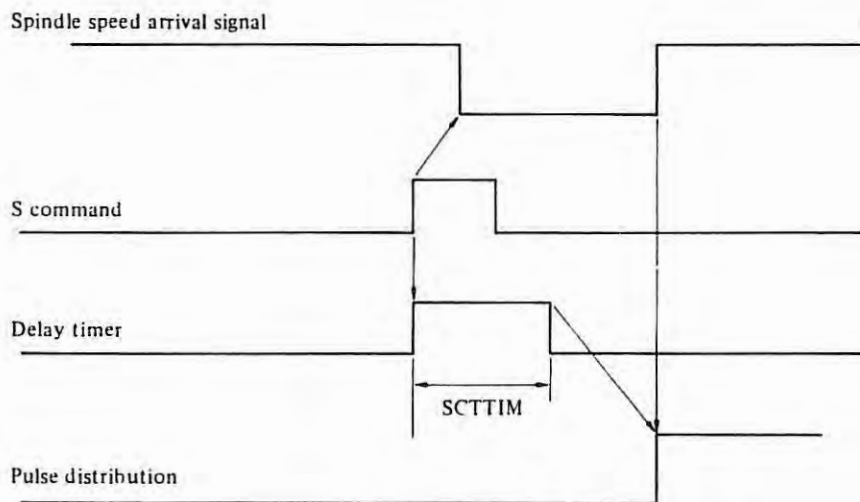 Spindle speed arrival signal
S command
Delay timer
SCTTIM
Pulse distribution